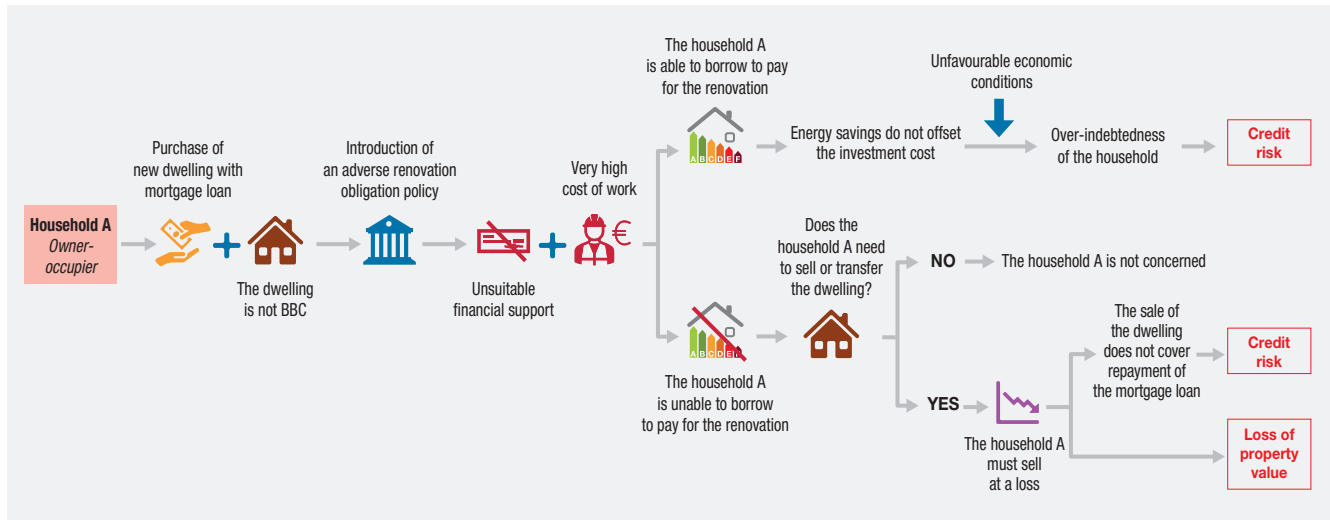 Household A
Owner-
occupier
Purchase of
new dwelling with
mortgage loan
The dwelling
is not BBC
Introduction of
an adverse renovation
obligation policy
Unsuitable
financial support
Very high
cost of work
€
The household A
is able to borrow to pay
for the renovation
A B C D E F
Energy savings do not offset
the investment cost
Unfavourable economic
conditions
Over-indebtedness
of the household
Credit
risk
A B C D E F
The household A
is unable to borrow
to pay for the renovation
Does the
household A need
to sell or transfer
the dwelling?
NO
The household A is not concerned
YES
The household A
must sell
at a loss
The sale of
the dwelling
does not cover
repayment of
the mortgage loan
Credit
risk
Loss of
property
value